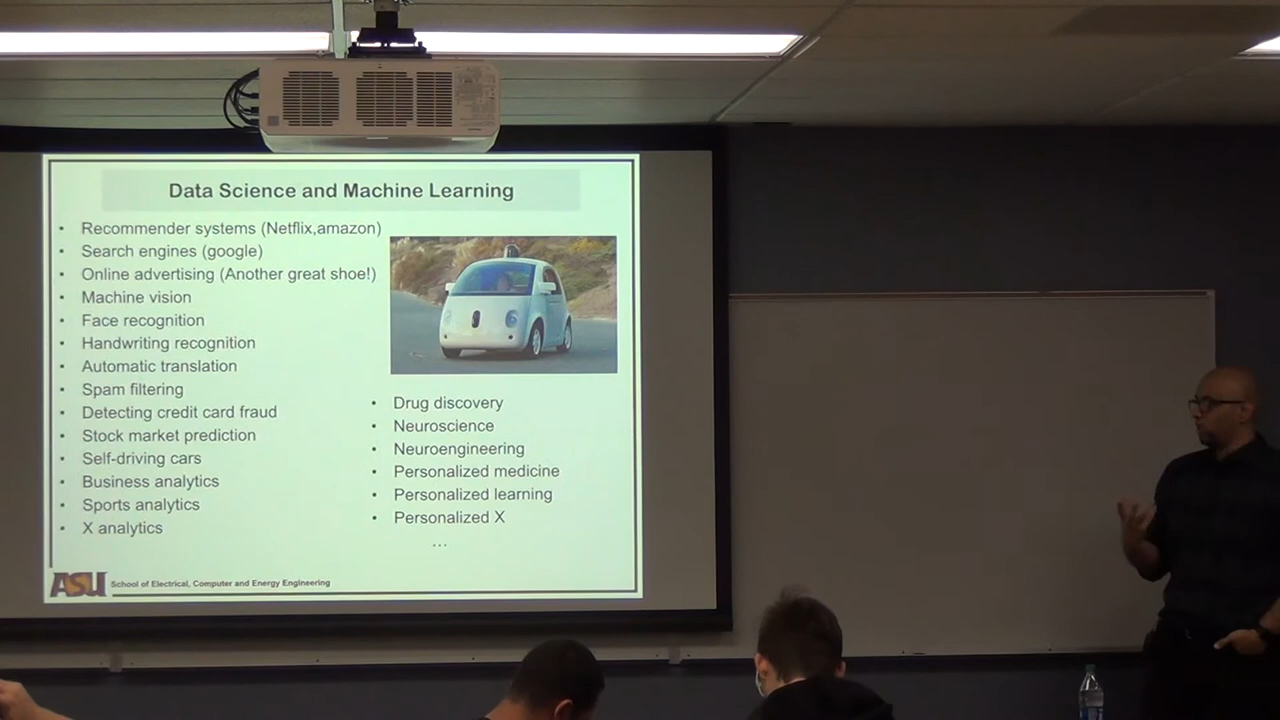 Data Science and Machine Learning
• Recommender systems (Netflix,amazon)
• Search engines (google)
• Online advertising (Another great shoe!)
• Machine vision
• Face recognition
• Handwriting recognition
• Automatic translation
• Spam filtering
• Detecting credit card fraud
• Stock market prediction
• Self-driving cars
• Business analytics
• Sports analytics
• X analytics
• Drug discovery
• Neuroscience
• Neuroengineering
• Personalized medicine
• Personalized learning
• Personalized X
...
ASU School of Electrical, Computer and Energy Engineering